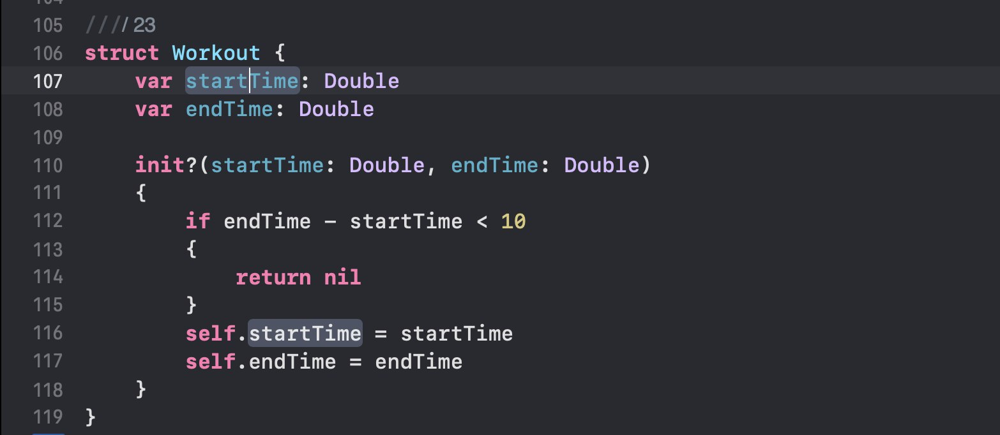 104
105 //// 23
106 struct Workout {
107 var startTime: Double
108 var endTime: Double
109
110 init?(startTime: Double, endTime: Double)
111 {
112 if endTime - startTime < 10
113 {
114 return nil
115 }
116 self.startTime = startTime
117 self.endTime = endTime
118 }
119 }